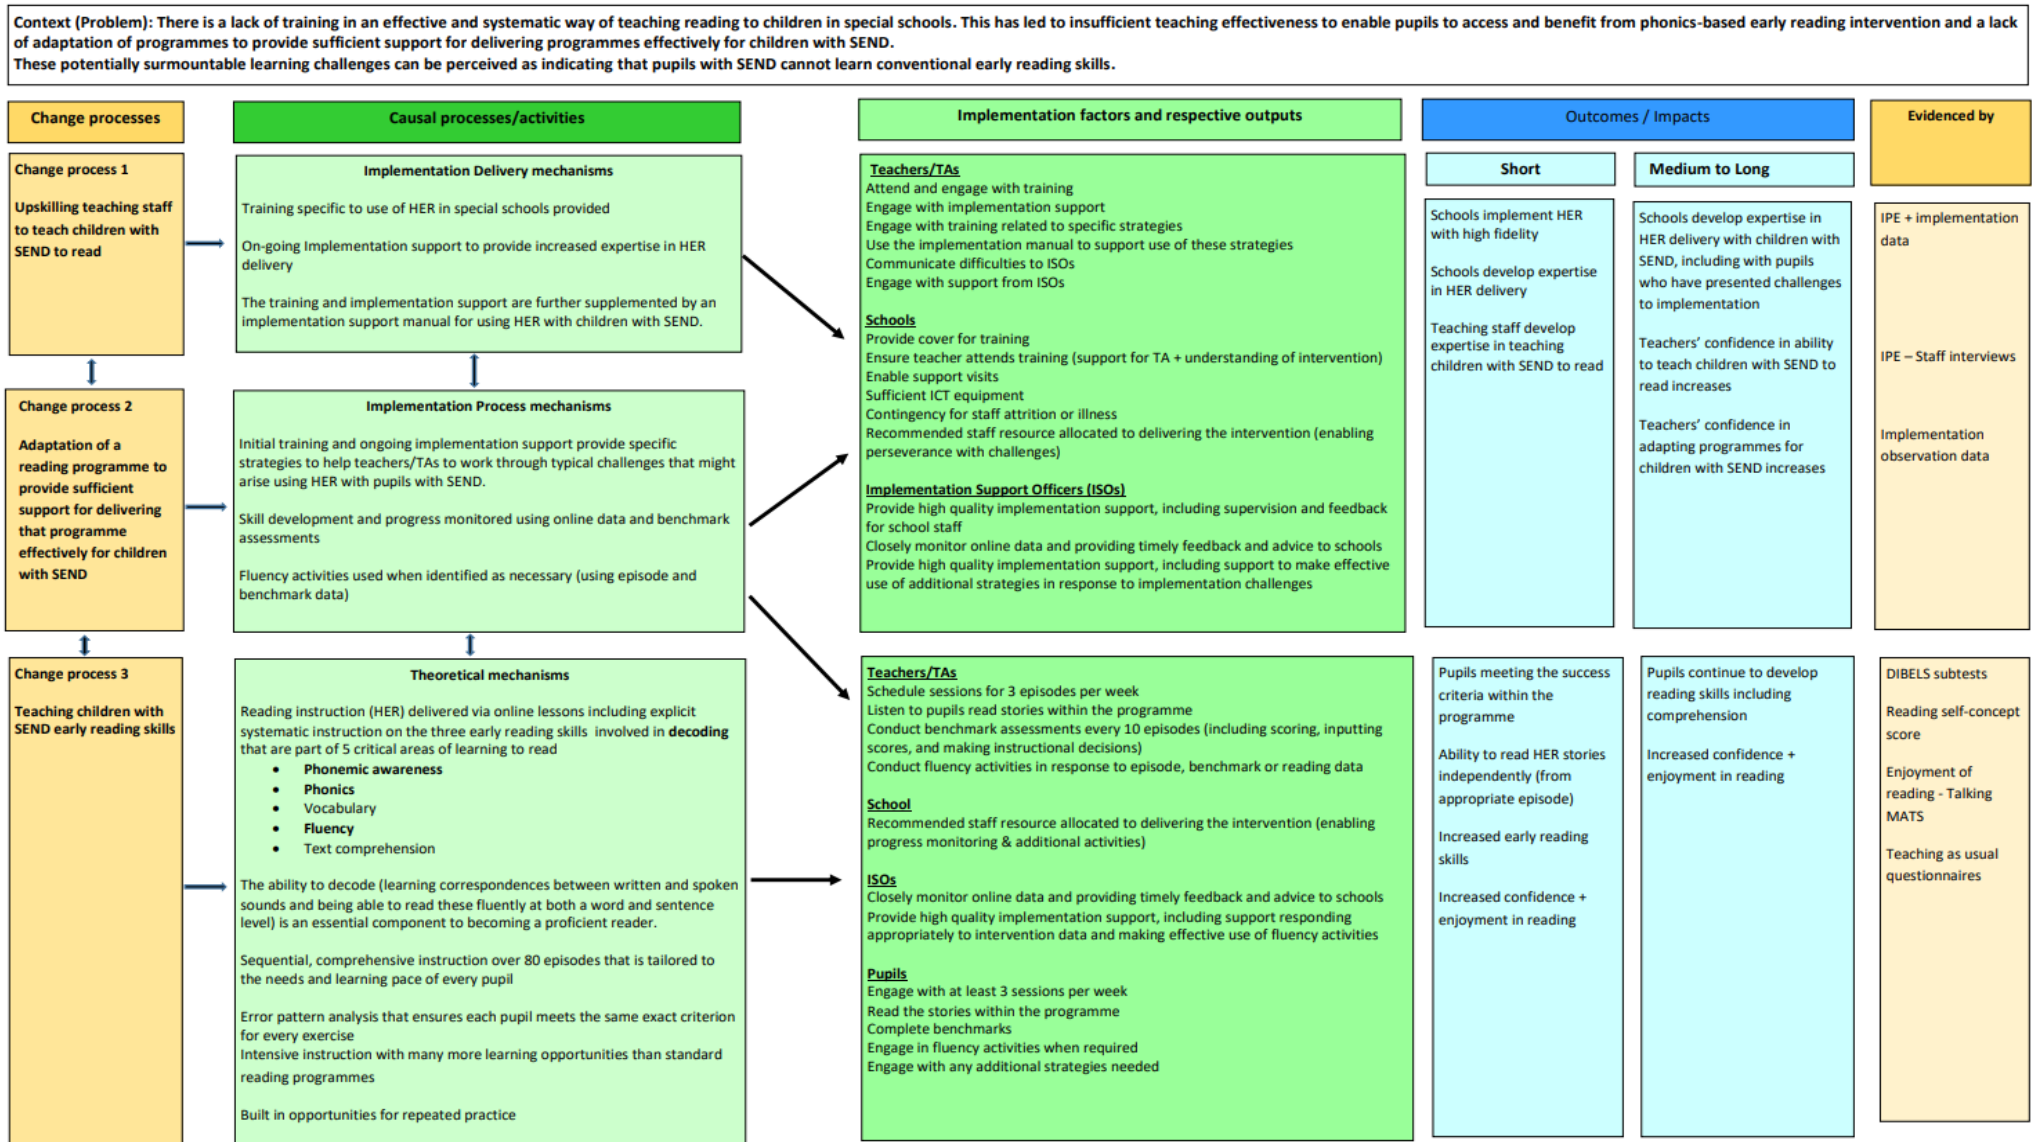 Context (Problem): There is a lack of training in an effective and systematic way of teaching reading to children in special schools. This has led to insufficient teaching effectiveness to enable pupils to access and benefit from phonics-based early reading intervention and a lack
of adaptation of programmes to provide sufficient support for delivering programmes effectively for children with SEND.
These potentially surmountable learning challenges can be perceived as indicating that pupils with SEND cannot learn conventional early reading skills.
Change processes
Causal processes/activities
Implementation factors and respective outputs
Outcomes / Impacts
Evidenced by
Short
Medium to Long
Change process 1
Upskilling teaching staff
to teach children with
SEND to read
Implementation Delivery mechanisms
Training specific to use of HER in special schools provided
On-going Implementation support to provide increased expertise in HER
delivery
The training and implementation support are further supplemented by an
implementation support manual for using HER with children with SEND.
Teachers/TAs
Attend and engage with training
Engage with implementation support
Engage with training related to specific strategies
Use the implementation manual to support use of these strategies
Communicate difficulties to ISOs
Engage with support from ISOs
Schools
Provide cover for training
Ensure teacher attends training (support for TA + understanding of intervention)
Enable support visits
Sufficient ICT equipment
Contingency for staff attrition or illness
Recommended staff resource allocated to delivering the intervention (enabling
perseverance with challenges)
Implementation Support Officers (ISOs)
Provide high quality implementation support, including supervision and feedback
for school staff
Closely monitor online data and providing timely feedback and advice to schools
Provide high quality implementation support, including support to make effective
use of additional strategies in response to implementation challenges
Schools implement HER
with high fidelity
Schools develop expertise
in HER delivery
Teaching staff develop
expertise in teaching
children with SEND to read
Schools develop expertise in
HER delivery with children with
SEND, including with pupils
who have presented challenges
to implementation
Teachers' confidence in ability
to teach children with SEND to
read increases
Teachers' confidence in
adapting programmes for
children with SEND increases
IPE + implementation
data
IPE – Staff interviews
Implementation
observation data
Change process 2
Adaptation of a
reading programme to
provide sufficient
support for delivering
that programme
effectively for children
with SEND
Implementation Process mechanisms
Initial training and ongoing implementation support provide specific
strategies to help teachers/TAs to work through typical challenges that might
arise using HER with pupils with SEND.
Skill development and progress monitored using online data and benchmark
assessments
Fluency activities used when identified as necessary (using episode and
benchmark data)
Change process 3
Teaching children with
SEND early reading skills
Theoretical mechanisms
Reading instruction (HER) delivered via online lessons including explicit
systematic instruction on the three early reading skills involved in decoding
that are part of 5 critical areas of learning to read
• Phonemic awareness
• Phonics
• Vocabulary
• Fluency
• Text comprehension
The ability to decode (learning correspondences between written and spoken
sounds and being able to read these fluently at both a word and sentence
level) is an essential component to becoming a proficient reader.
Sequential, comprehensive instruction over 80 episodes that is tailored to
the needs and learning pace of every pupil
Error pattern analysis that ensures each pupil meets the same exact criterion
for every exercise
Intensive instruction with many more learning opportunities than standard
reading programmes
Built in opportunities for repeated practice
Teachers/TAs
Schedule sessions for 3 episodes per week
Listen to pupils read stories within the programme
Conduct benchmark assessments every 10 episodes (including scoring, inputting
scores, and making instructional decisions)
Conduct fluency activities in response to episode, benchmark or reading data
School
Recommended staff resource allocated to delivering the intervention (enabling
progress monitoring & additional activities)
ISOs
Closely monitor online data and providing timely feedback and advice to schools
Provide high quality implementation support, including support responding
appropriately to intervention data and making effective use of fluency activities
Pupils
Engage with at least 3 sessions per week
Read the stories within the programme
Complete benchmarks
Engage in fluency activities when required
Engage with any additional strategies needed
Pupils meeting the success
criteria within the
programme
Ability to read HER stories
independently (from
appropriate episode)
Increased early reading
skills
Increased confidence +
enjoyment in reading
Pupils continue to develop
reading skills including
comprehension
Increased confidence +
enjoyment in reading
DIBELS subtests
Reading self-concept
score
Enjoyment of
reading - Talking
MATS
Teaching as usual
questionnaires